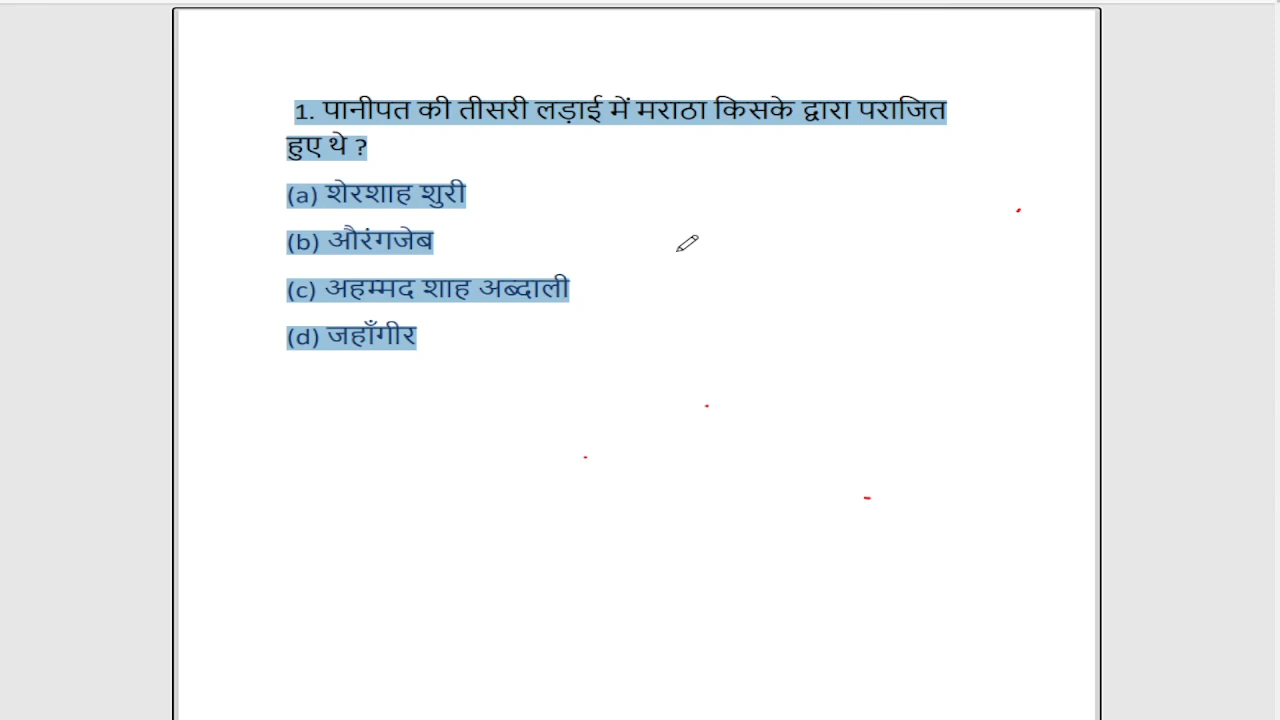 1. पानीपत की तीसरी लड़ाई में मराठा किसके द्वारा पराजित
हुए थे ?
(a) शेरशाह शुरी
(b) औरंगजेब
(c) अहम्मद शाह अब्दाली
(d) जहाँगीर